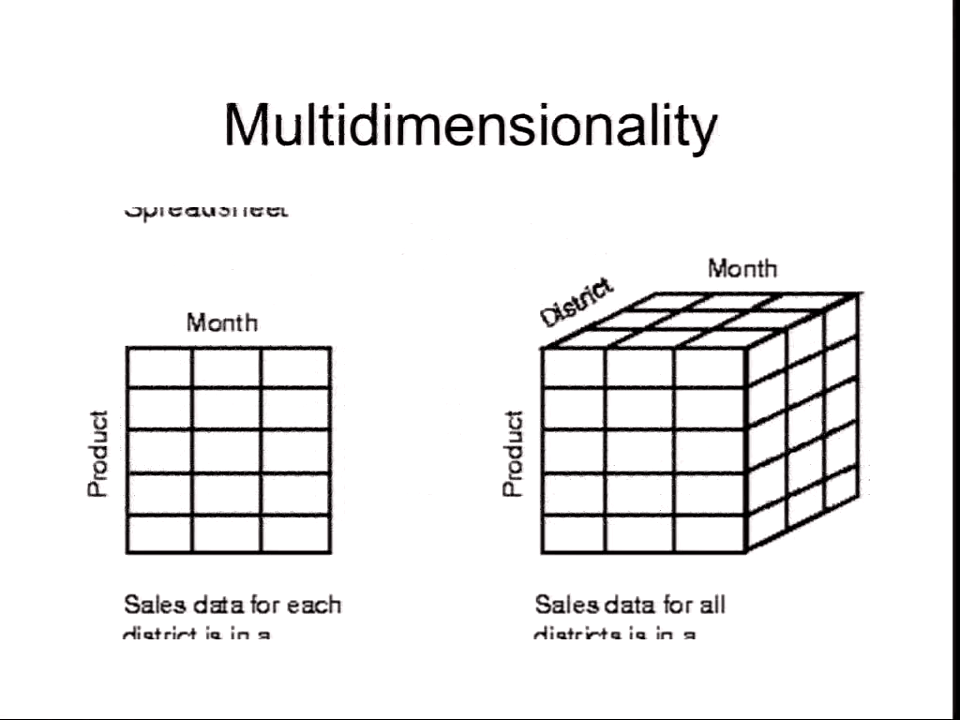 Multidimensionality
Spreadsheet
Month
Product
Sales data for each
district is in a
Month
District
Product
Sales data for all
districts is in a